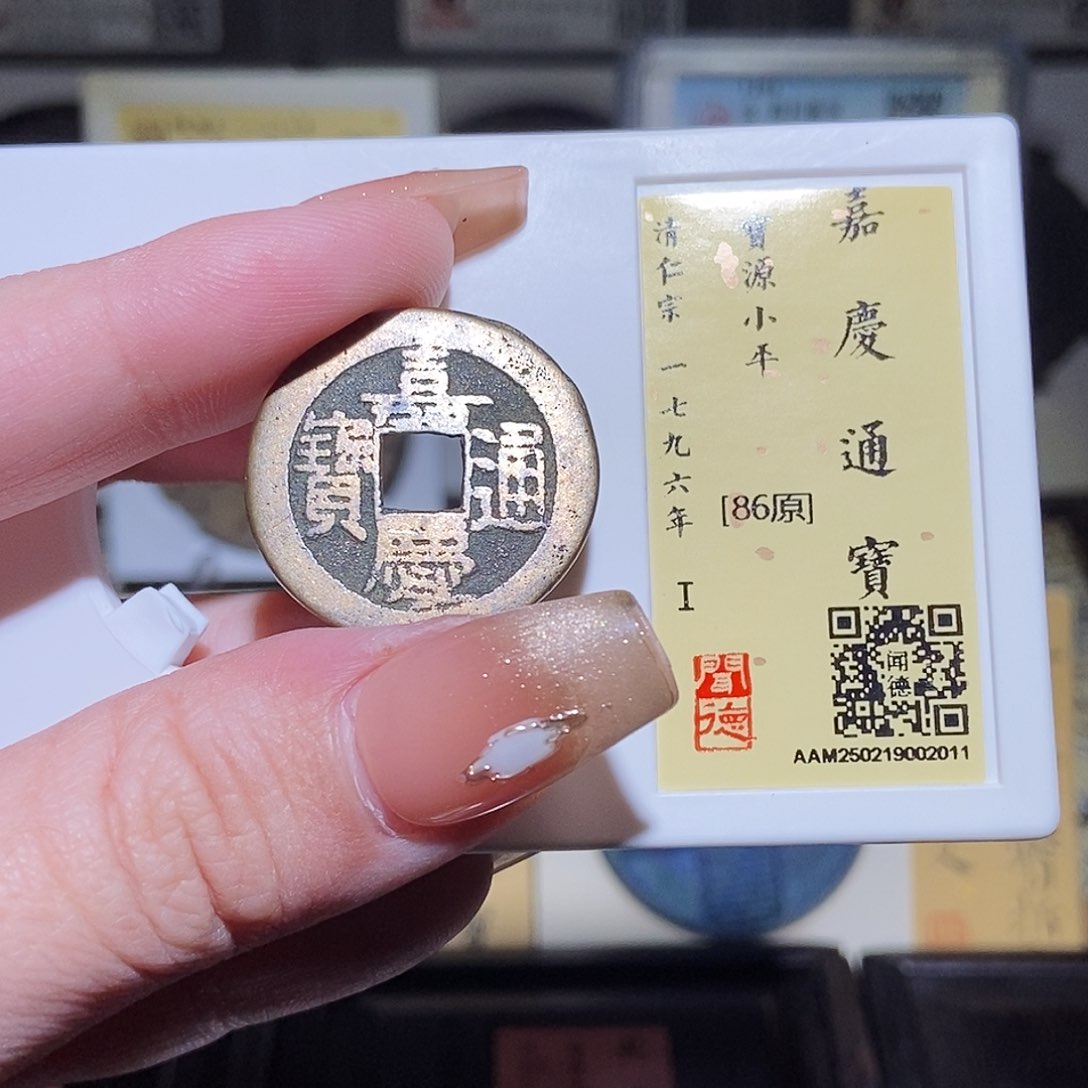 嘉慶通寶
嘉慶通寶
寶源小平
[86原]
清仁宗 一七九六年 I
聞德
闻德
AAM250219002011